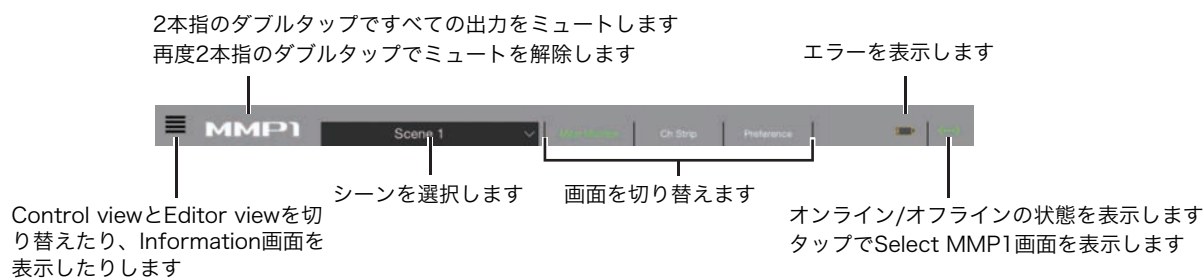 2本指のダブルタップですべての出力をミュートします
再度2本指のダブルタップでミュートを解除します
エラーを表示します
MMP1
Scene 1
Ch Strip
Preference
シーンを選択します
画面を切り替えます
Control viewとEditor viewを切
り替えたり、Information画面を
表示したりします
オンライン/オフラインの状態を表示します
タップでSelect MMP1画面を表示します